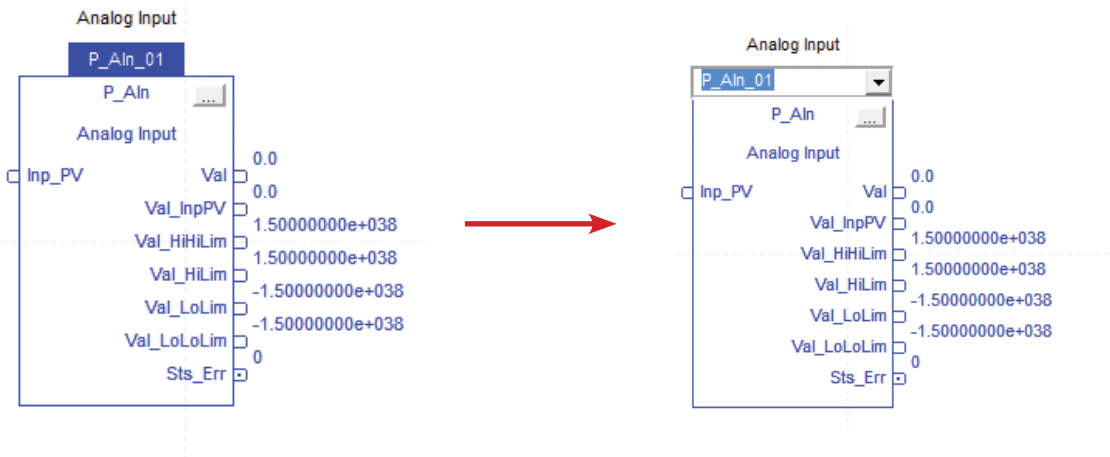 Analog Input
P_AIn_01
P_AIn ...
Analog Input
0.0
Inp_PV Val
0.0
Val_InpPV
1.50000000e+038
Val_HiHiLim
1.50000000e+038
Val_HiLim
-1.50000000e+038
Val_LoLim
-1.50000000e+038
Val_LoLoLim
0
Sts_Err
Analog Input
P_AIn_01
P_AIn ...
Analog Input
0.0
Inp_PV Val
0.0
Val_InpPV
1.50000000e+038
Val_HiHiLim
1.50000000e+038
Val_HiLim
-1.50000000e+038
Val_LoLim
-1.50000000e+038
Val_LoLoLim
0
Sts_Err